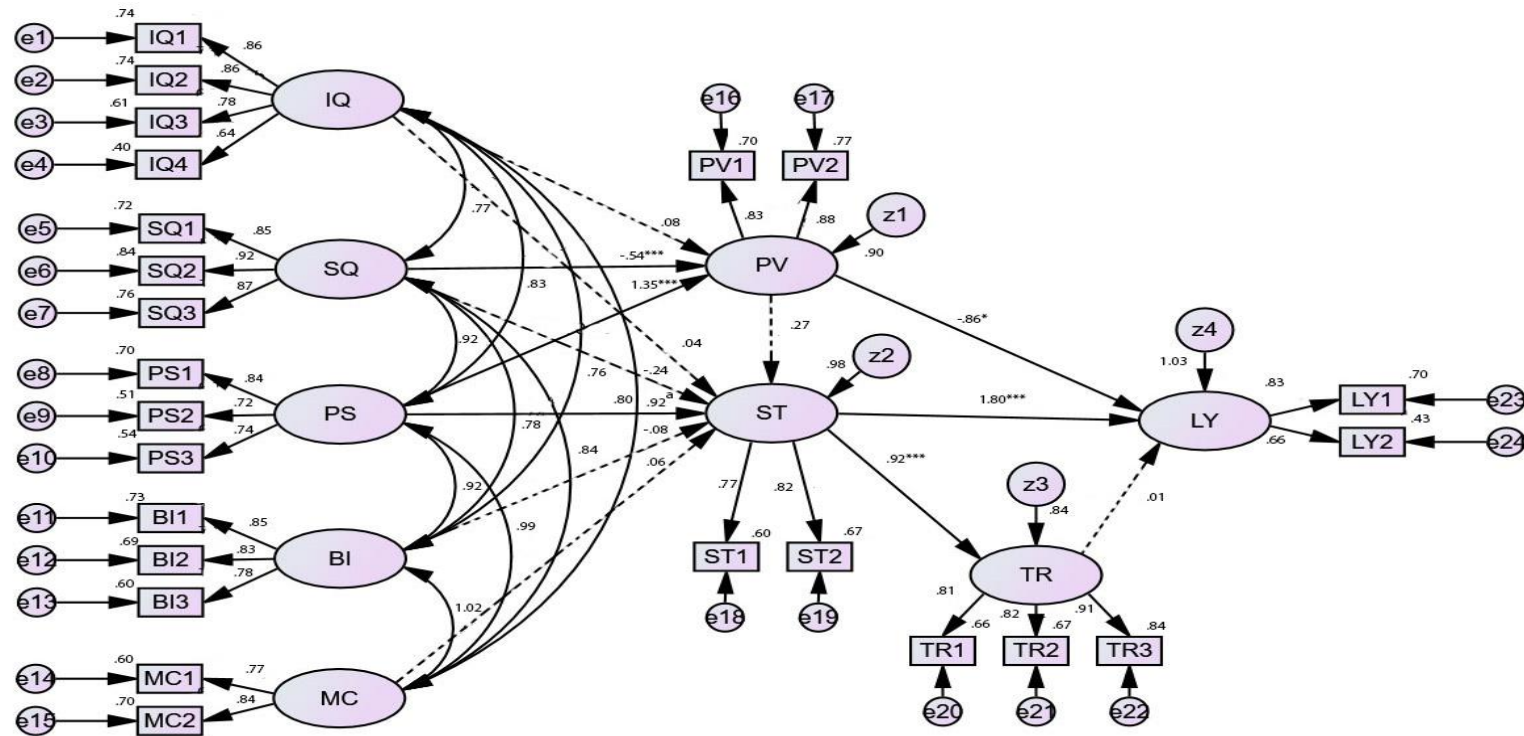 .74
e1
IQ1
.86
.74
e2
IQ2
.86
.61
e3
IQ3
.78
.40
e4
IQ4
.64
IQ
.72
e5
SQ1
.85
.84
e6
SQ2
.92
.76
e7
SQ3
.87
SQ
.70
e8
PS1
.84
.51
e9
PS2
.72
.54
e10
PS3
.74
PS
.73
e11
BI1
.85
.69
e12
BI2
.83
.60
e13
BI3
.78
BI
.60
e14
MC1
.77
.70
e15
MC2
.84
MC
.77
.83
.92
.76
.80
.78
.84
.92
.99
1.02
.08
-.54***
1.35***
.04
-.24
.92ª
-.08
.06
e16
e17
.70
.77
PV1
PV2
.83
.88
z1
.90
PV
.27
z2
.98
ST
.77
.82
.60
.67
ST1
ST2
e18
e19
-.86*
1.80***
.92***
z4
1.03
LY
.83
.70
LY1
e23
.43
.66
LY2
e24
.01
z3
.84
TR
.81
.82
.91
.66
.67
.84
TR1
TR2
TR3
e20
e21
e22